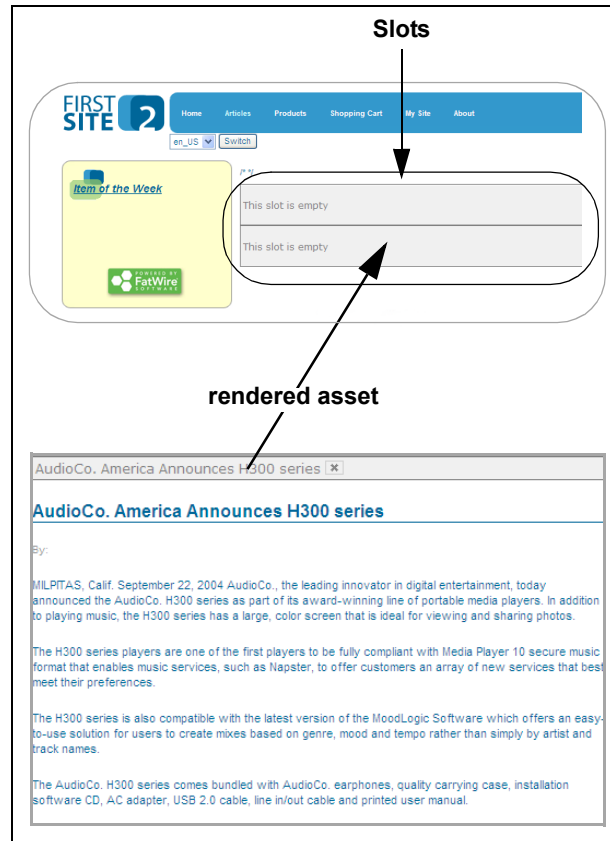 Slots
FIRST
SITE 2
Home Articles Products Shopping Cart My Site About
en_US Switch
Item of the Week
/* */
This slot is empty
This slot is empty
POWERED BY
FatWire
SOFTWARE
rendered asset
AudioCo. America Announces H300 series
AudioCo. America Announces H300 series
By:
MILPITAS, Calif. September 22, 2004 AudioCo., the leading innovator in digital entertainment, today
announced the AudioCo. H300 series as part of its award-winning line of portable media players. In addition
to playing music, the H300 series has a large, color screen that is ideal for viewing and sharing photos.
The H300 series players are one of the first players to be fully compliant with Media Player 10 secure music
format that enables music services, such as Napster, to offer customers an array of new services that best
meet their preferences.
The H300 series is also compatible with the latest version of the MoodLogic Software which offers an easy-
to-use solution for users to create mixes based on genre, mood and tempo rather than simply by artist and
track names.
The AudioCo. H300 series comes bundled with AudioCo. earphones, quality carrying case, installation
software CD, AC adapter, USB 2.0 cable, line in/out cable and printed user manual.